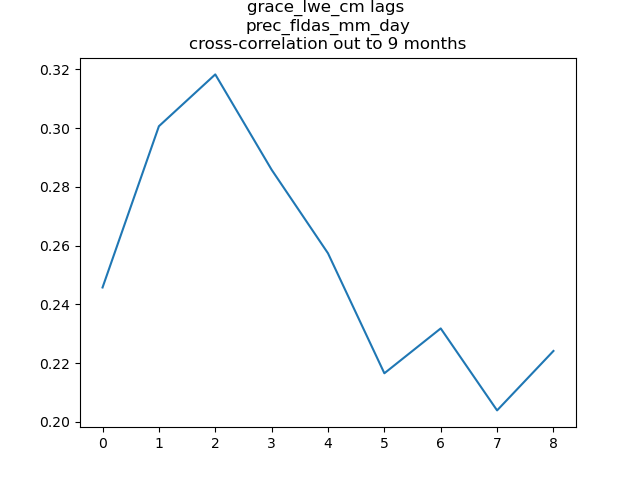 grace_lwe_cm lags
prec_fldas_mm_day
cross-correlation out to 9 months
0.32
0.30
0.28
0.26
0.24
0.22
0.20
0 1 2 3 4 5 6 7 8